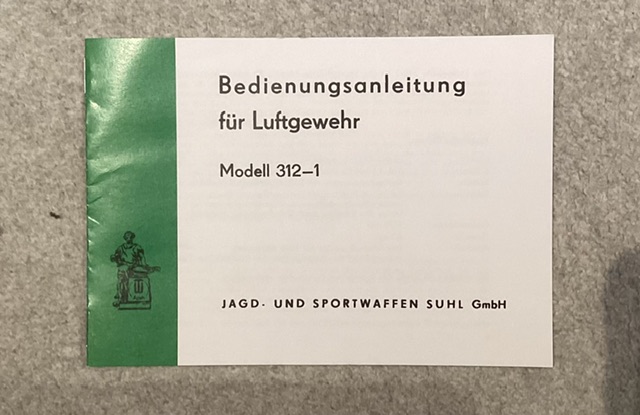 Bedienungsanleitung
für Luftgewehr
Modell 312–1
JAGD- UND SPORTWAFFEN SUHL GmbH